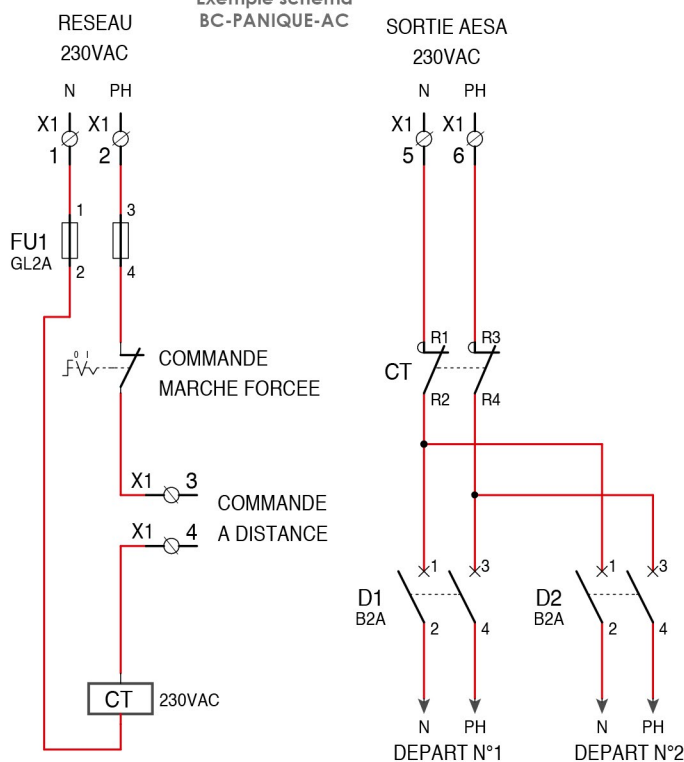 Exemple schéma
BC-PANIQUE-AC
RESEAU
230VAC
N PH
X1 X1
1 2
1 3
FU1
GL2A
2 4
0 1
COMMANDE
MARCHE FORCEE
X1 3
COMMANDE
X1 4
A DISTANCE
CT 230VAC
SORTIE AESA
230VAC
N PH
X1 X1
5 6
R1 R3
CT
R2 R4
1 3
D1
B2A
2 4
N PH
DEPART N°1
1 3
D2
B2A
2 4
N PH
DEPART N°2